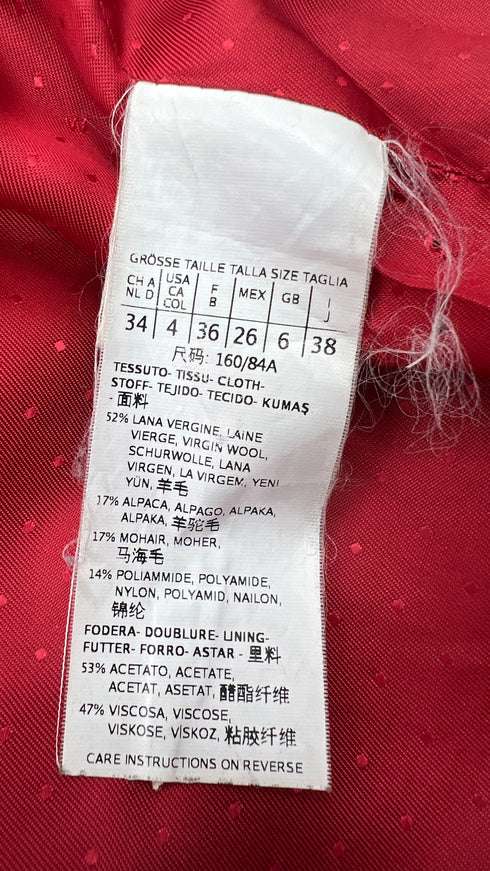 GRÖSSE TAILLE TALLA SIZE TAGLIA
CH A NL D | USA CA COL | F B | MEX | GB | I J
34 | 4 | 36 | 26 | 6 | 38
尺码: 160/84A
TESSUTO- TISSU- CLOTH-
STOFF- TEJIDO- TECIDO- KUMAŞ
- 面料
52% LANA VERGINE, LAINE
VIERGE, VIRGIN WOOL,
SCHURWOLLE, LANA
VIRGEN, LA VIRGEM, YENI
YÜN, 羊毛
17% ALPACA, ALPAGO, ALPAKA,
ALPAKA, 羊驼毛
17% MOHAIR, MOHER,
马海毛
14% POLIAMMIDE, POLYAMIDE,
NYLON, POLYAMID, NAILON,
锦纶
FODERA- DOUBLURE- LINING-
FUTTER- FORRO- ASTAR - 里料
53% ACETATO, ACETATE,
ACETAT, ASETAT, 醋酯纤维
47% VISCOSA, VISCOSE,
VISKOSE, VİSKOZ, 粘胶纤维
CARE INSTRUCTIONS ON REVERSE